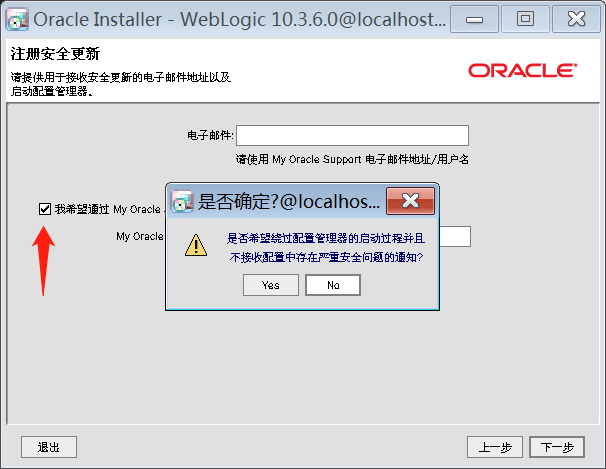 Oracle Installer - WebLogic 10.3.6.0@localhost...
注册安全更新
请提供用于接收安全更新的电子邮件地址以及
启动配置管理器。
ORACLE
电子邮件:
请使用 My Oracle Support 电子邮件地址/用户名
是否确定?@localhos...
我希望通过 My Oracle
My Oracle
是否希望绕过配置管理器的启动过程并且
不接收配置中存在严重安全问题的通知?
Yes No
退出 上一步 下一步